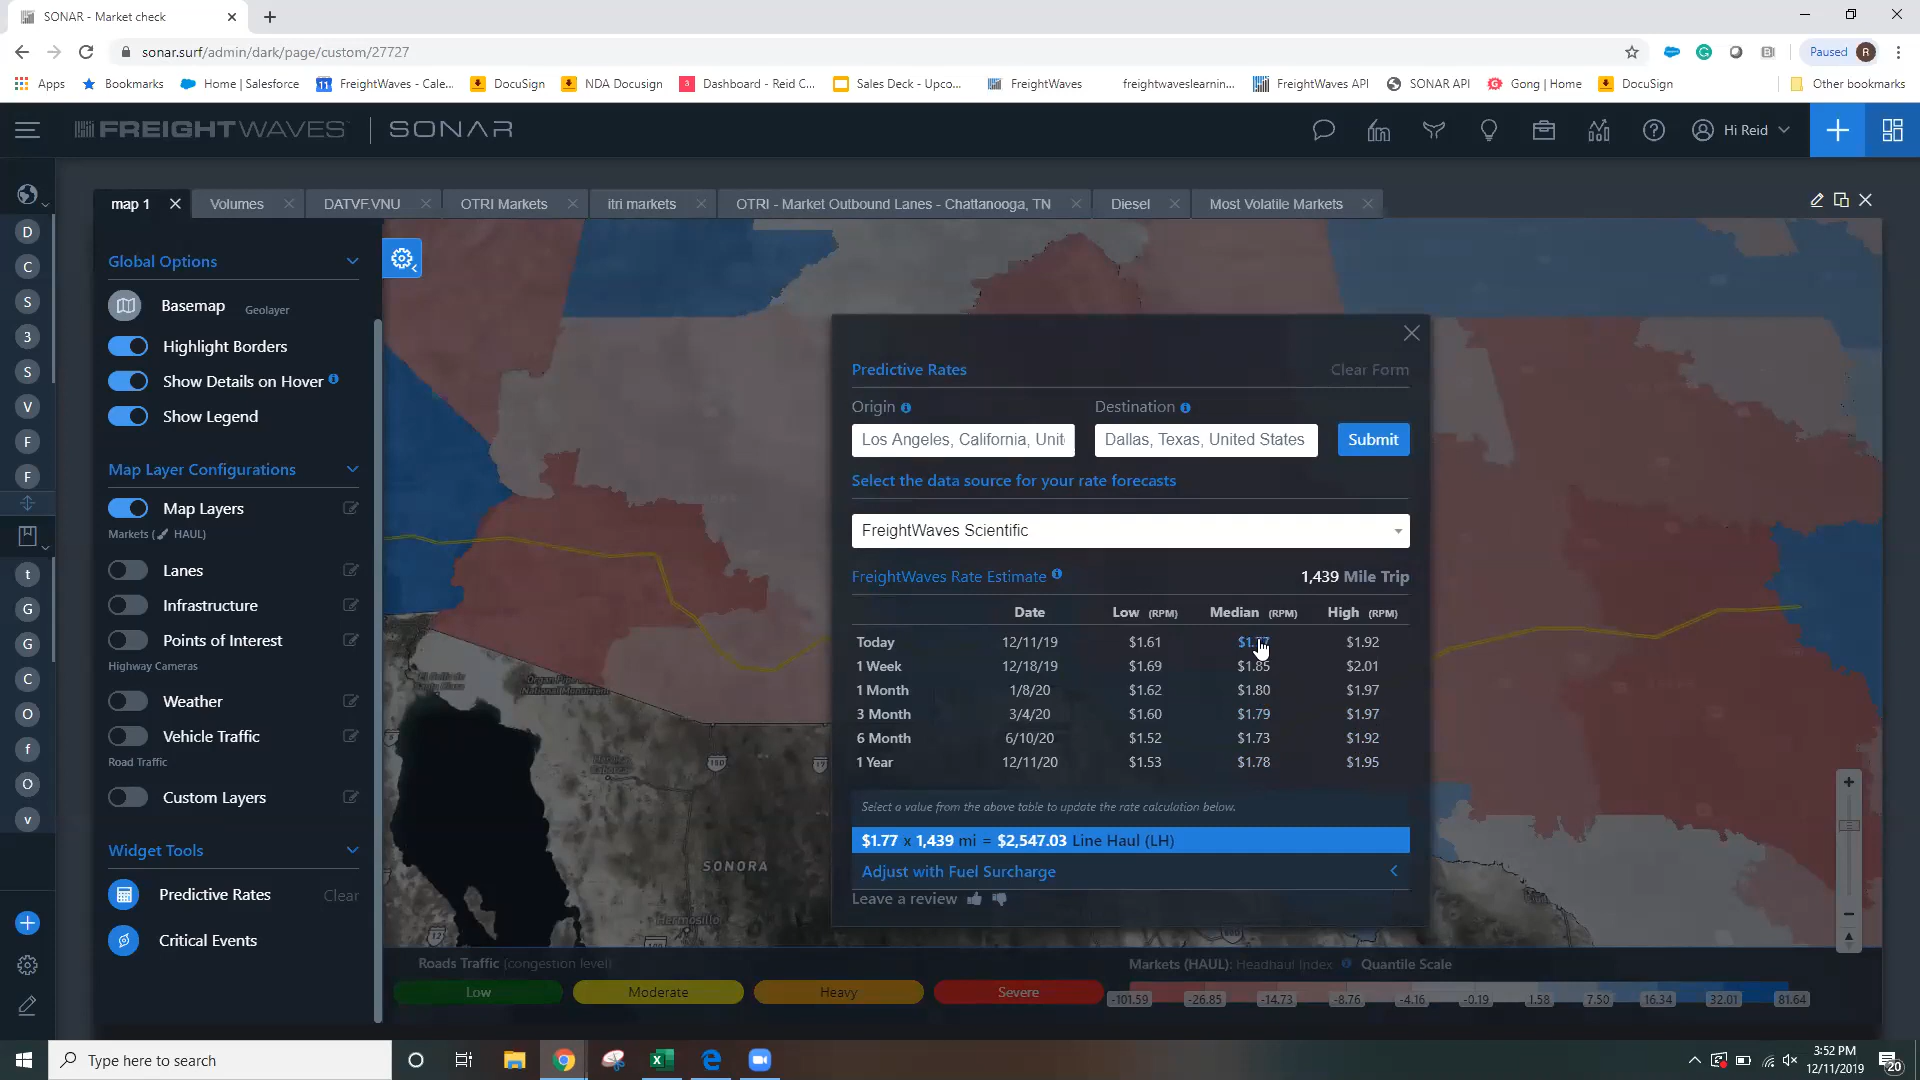 SONAR - Market check
sonar.surf/admin/dark/page/custom/27727
Paused R
Apps Bookmarks Home | Salesforce FreightWaves - Cale... DocuSign NDA Docusign 3 Dashboard - Reid C... Sales Deck - Upco... FreightWaves freightwaveslearnin... FreightWaves API SONAR API Gong | Home DocuSign Other bookmarks
FREIGHTWAVES | SONAR
Hi Reid
map 1 Volumes DATVF.VNU OTRI Markets itri markets OTRI - Market Outbound Lanes - Chattanooga, TN Diesel Most Volatile Markets
D
C
S
3
S
V
F
F
t
G
G
C
O
f
O
v
Global Options
Basemap Geolayer
Highlight Borders
Show Details on Hover
Show Legend
Map Layer Configurations
Map Layers
Markets ( HAUL)
Lanes
Infrastructure
Points of Interest
Highway Cameras
Weather
Vehicle Traffic
Road Traffic
Custom Layers
Widget Tools
Predictive Rates Clear
Critical Events
Predictive Rates Clear Form
Origin Destination
Los Angeles, California, Unit Dallas, Texas, United States Submit
Select the data source for your rate forecasts
FreightWaves Scientific
FreightWaves Rate Estimate 1,439 Mile Trip
Date Low (RPM) Median (RPM) High (RPM)
Today 12/11/19 $1.61 $1.77 $1.92
1 Week 12/18/19 $1.69 $1.85 $2.01
1 Month 1/8/20 $1.62 $1.80 $1.97
3 Month 3/4/20 $1.60 $1.79 $1.97
6 Month 6/10/20 $1.52 $1.73 $1.92
1 Year 12/11/20 $1.53 $1.78 $1.95
Select a value from the above table to update the rate calculation below.
$1.77 x 1,439 mi = $2,547.03 Line Haul (LH)
Adjust with Fuel Surcharge
Leave a review
SONORA
Hermosillo
Roads Traffic (congestion level)
Low Moderate Heavy Severe
Markets (HAUL): Headhaul Index Quantile Scale
-101.59 -26.85 -14.73 -8.76 -4.16 -0.19 1.58 7.50 16.34 32.01 81.64
Type here to search
3:52 PM
12/11/2019
20